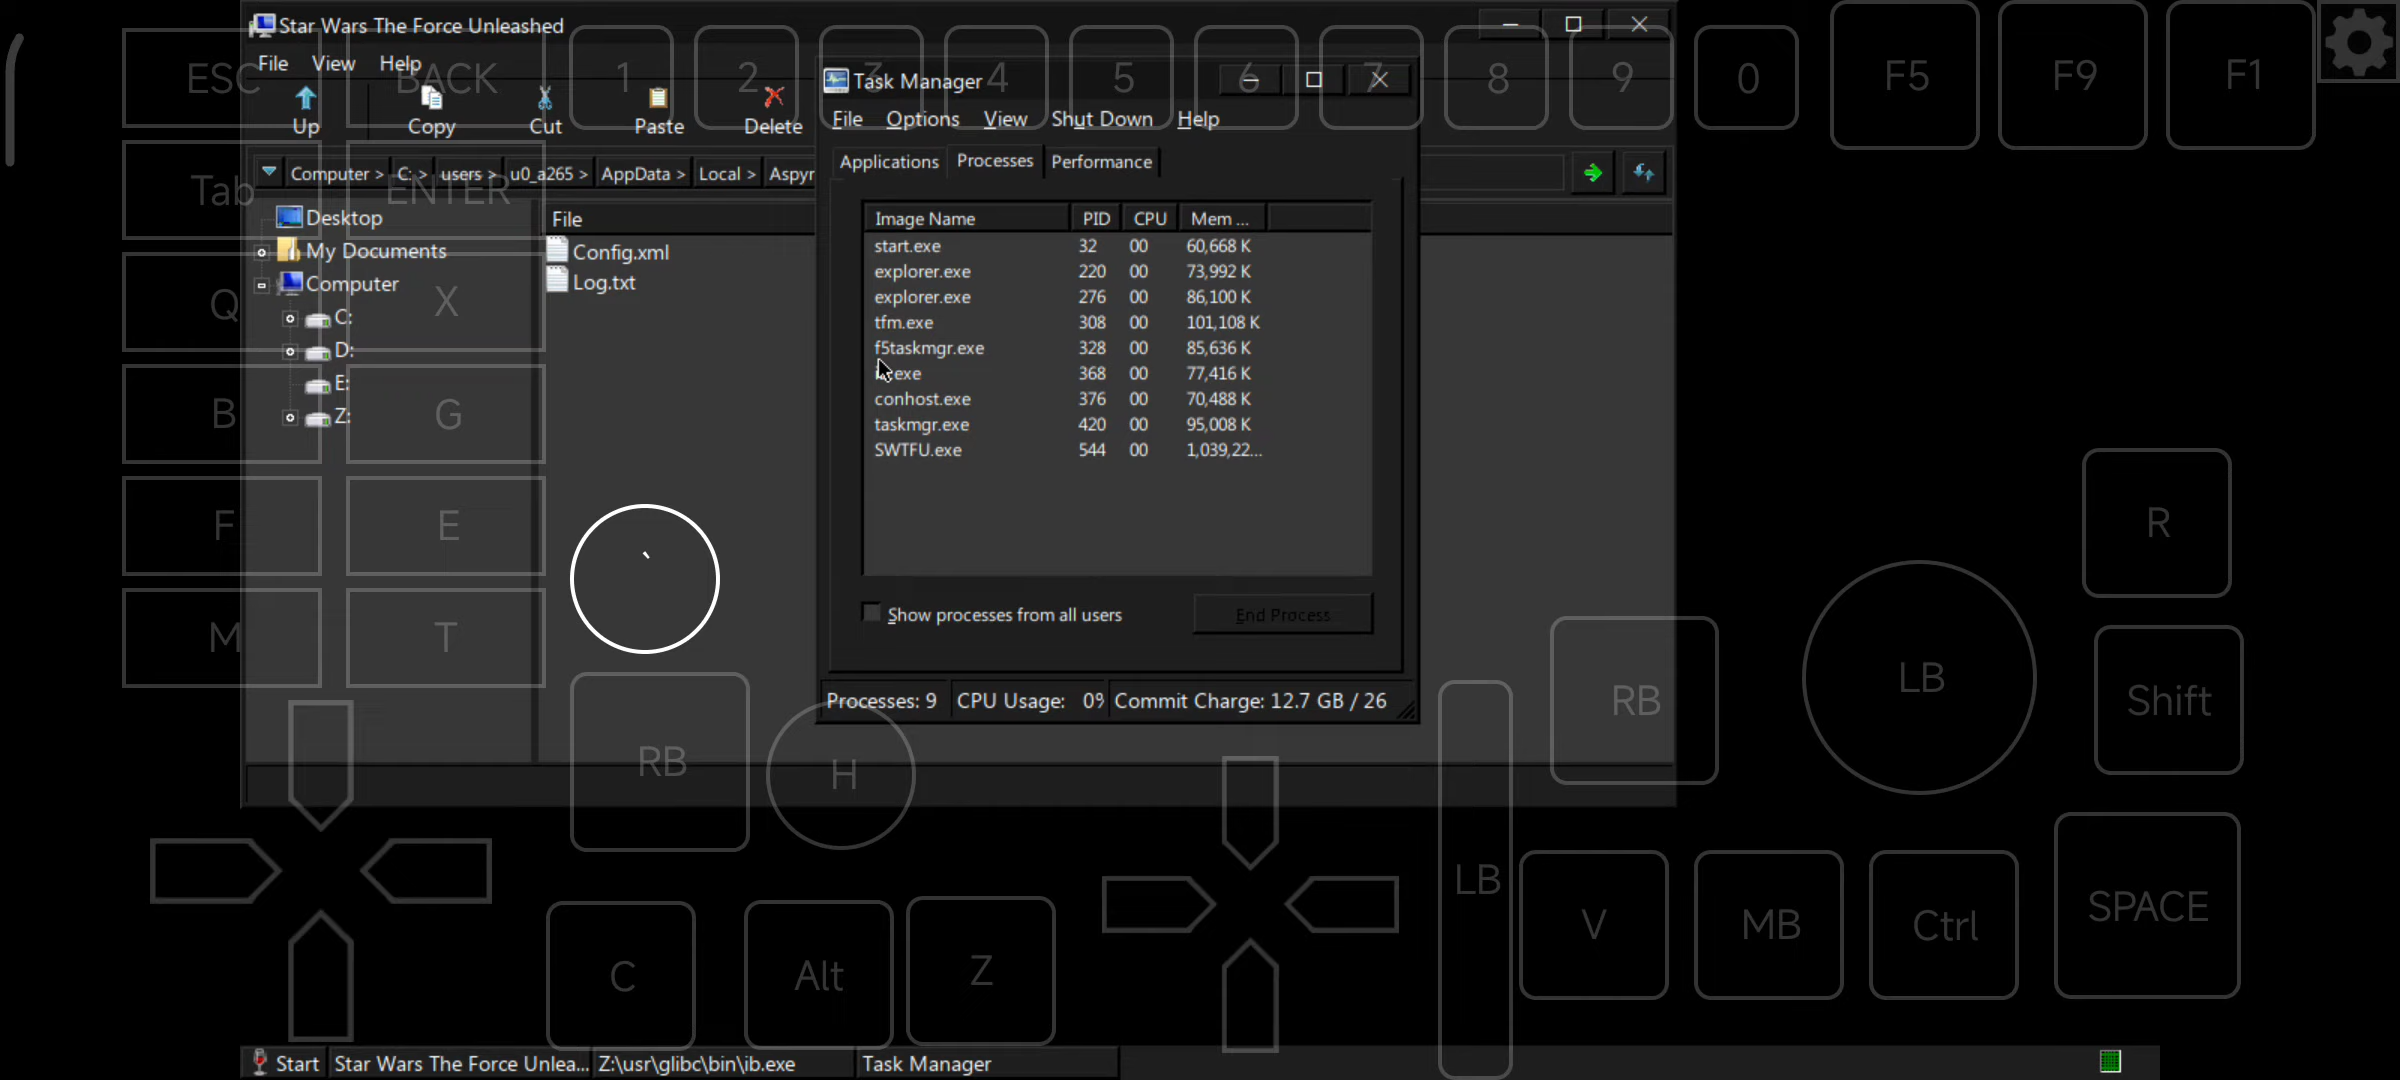 Star Wars The Force Unleashed
File View Help
ESC BACK 1 2 3 4 5 6 7 8 9 0 F5 F9 F1
Up Copy Cut Paste Delete
Task Manager
File Options View Shut Down Help
Applications Processes Performance
Tab ENTER
Computer > C: > users > u0_a265 > AppData > Local > Aspyr
Desktop
My Documents
Computer
C:
D:
E:
Z:
File
Config.xml
Log.txt
Image Name PID CPU Mem ...
start.exe 32 00 60,668 K
explorer.exe 220 00 73,992 K
explorer.exe 276 00 86,100 K
tfm.exe 308 00 101,108 K
f5taskmgr.exe 328 00 85,636 K
.exe 368 00 77,416 K
conhost.exe 376 00 70,488 K
taskmgr.exe 420 00 95,008 K
SWTFU.exe 544 00 1,039,22...
Show processes from all users End Process
Processes: 9 CPU Usage: 0% Commit Charge: 12.7 GB / 26
Q X
B G
F E
M T
R
RB H RB LB Shift
LB
C Alt Z V MB Ctrl SPACE
Start Star Wars The Force Unlea... Z:\usr\glibc\bin\ib.exe Task Manager